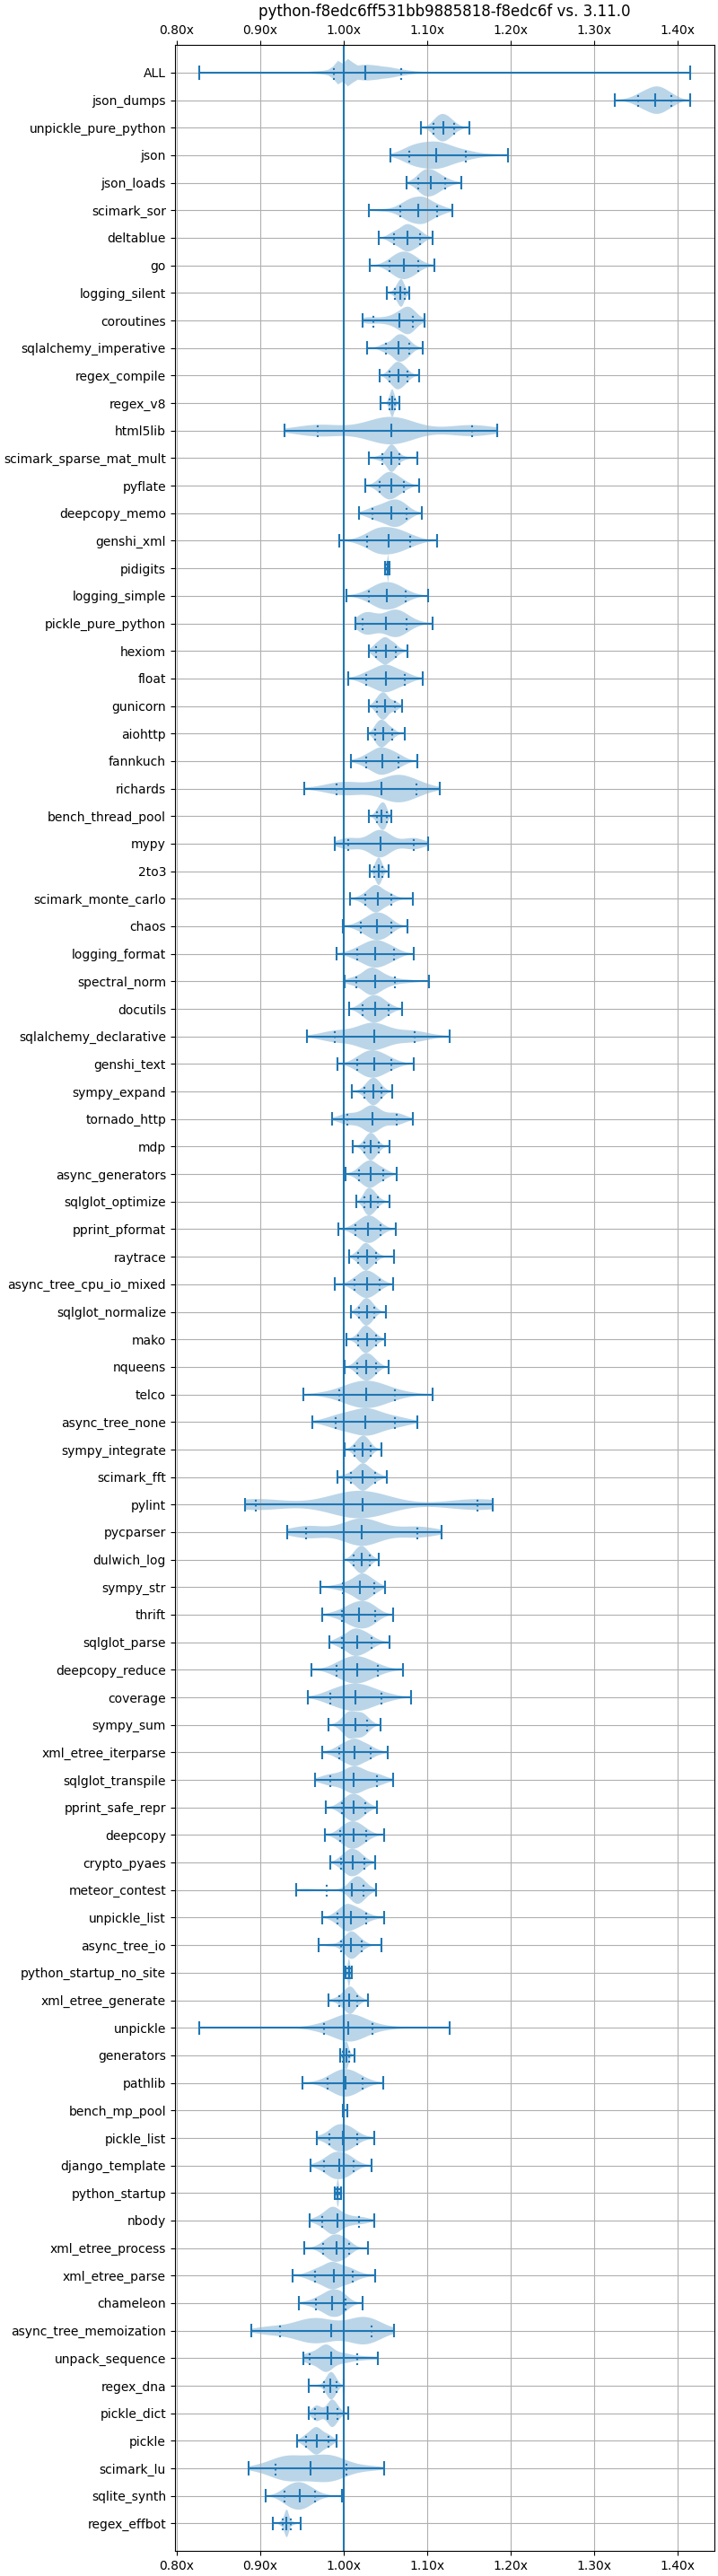 python-f8edc6ff531bb9885818-f8edc6f vs. 3.11.0
0.80x 0.90x 1.00x 1.10x 1.20x 1.30x 1.40x
ALL
json_dumps
unpickle_pure_python
json
json_loads
scimark_sor
deltablue
go
logging_silent
coroutines
sqlalchemy_imperative
regex_compile
regex_v8
html5lib
scimark_sparse_mat_mult
pyflate
deepcopy_memo
genshi_xml
pidigits
logging_simple
pickle_pure_python
hexiom
float
gunicorn
aiohttp
fannkuch
richards
bench_thread_pool
mypy
2to3
scimark_monte_carlo
chaos
logging_format
spectral_norm
docutils
sqlalchemy_declarative
genshi_text
sympy_expand
tornado_http
mdp
async_generators
sqlglot_optimize
pprint_pformat
raytrace
async_tree_cpu_io_mixed
sqlglot_normalize
mako
nqueens
telco
async_tree_none
sympy_integrate
scimark_fft
pylint
pycparser
dulwich_log
sympy_str
thrift
sqlglot_parse
deepcopy_reduce
coverage
sympy_sum
xml_etree_iterparse
sqlglot_transpile
pprint_safe_repr
deepcopy
crypto_pyaes
meteor_contest
unpickle_list
async_tree_io
python_startup_no_site
xml_etree_generate
unpickle
generators
pathlib
bench_mp_pool
pickle_list
django_template
python_startup
nbody
xml_etree_process
xml_etree_parse
chameleon
async_tree_memoization
unpack_sequence
regex_dna
pickle_dict
pickle
scimark_lu
sqlite_synth
regex_effbot
0.80x 0.90x 1.00x 1.10x 1.20x 1.30x 1.40x